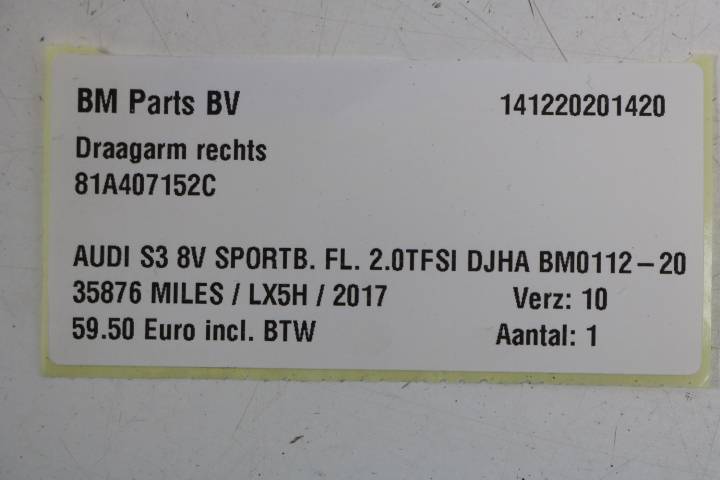 BM Parts BV 141220201420
Draagarm rechts
81A407152C
AUDI S3 8V SPORTB. FL. 2.0TFSI DJHA BM0112-20
35876 MILES / LX5H / 2017 Verz: 10
59.50 Euro incl. BTW Aantal: 1